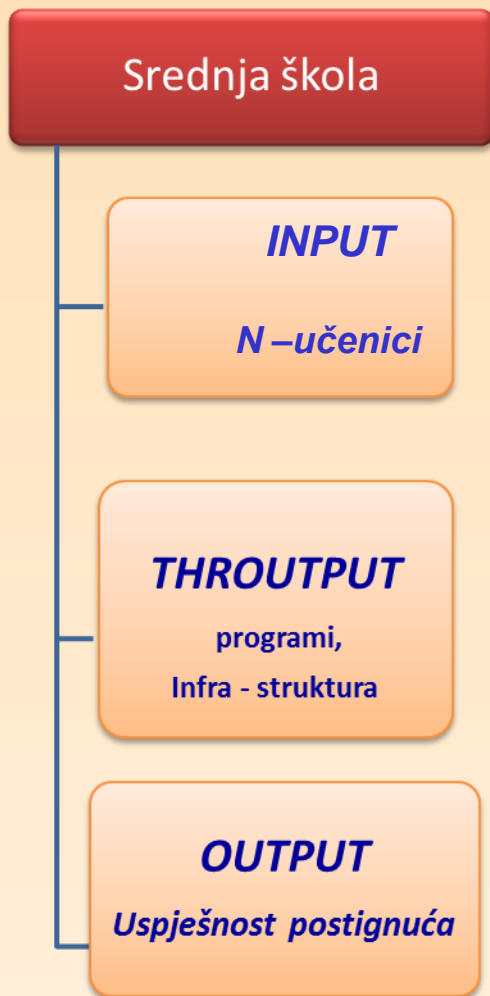 Srednja škola
INPUT
N –učenici
THROUTPUT
programi,
Infra - struktura
OUTPUT
Uspješnost postignuća